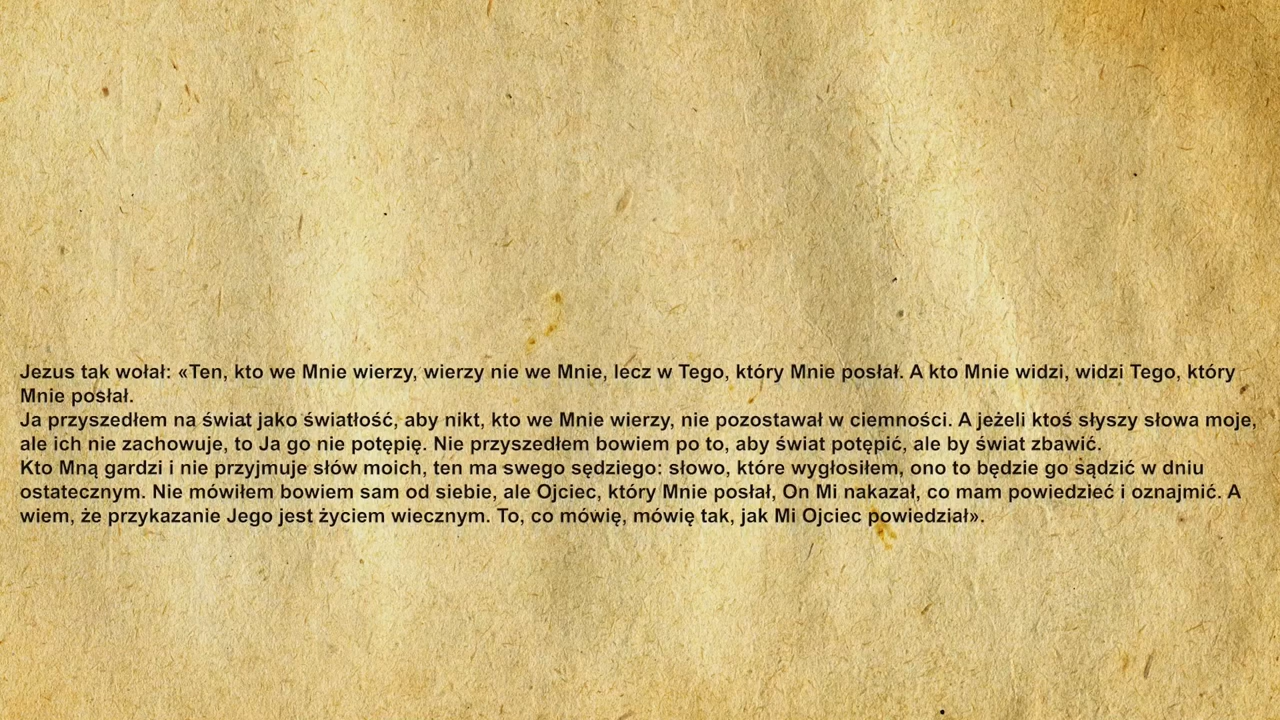 Jezus tak wołał: «Ten, kto we Mnie wierzy, wierzy nie we Mnie, lecz w Tego, który Mnie posłał. A kto Mnie widzi, widzi Tego, który
Mnie posłał.
Ja przyszedłem na świat jako światłość, aby nikt, kto we Mnie wierzy, nie pozostawał w ciemności. A jeżeli ktoś słyszy słowa moje,
ale ich nie zachowuje, to Ja go nie potępię. Nie przyszedłem bowiem po to, aby świat potępić, ale by świat zbawić.
Kto Mną gardzi i nie przyjmuje słów moich, ten ma swego sędziego: słowo, które wygłosiłem, ono to będzie go sądzić w dniu
ostatecznym. Nie mówiłem bowiem sam od siebie, ale Ojciec, który Mnie posłał, On Mi nakazał, co mam powiedzieć i oznajmić. A
wiem, że przykazanie Jego jest życiem wiecznym. To, co mówię, mówię tak, jak Mi Ojciec powiedział».